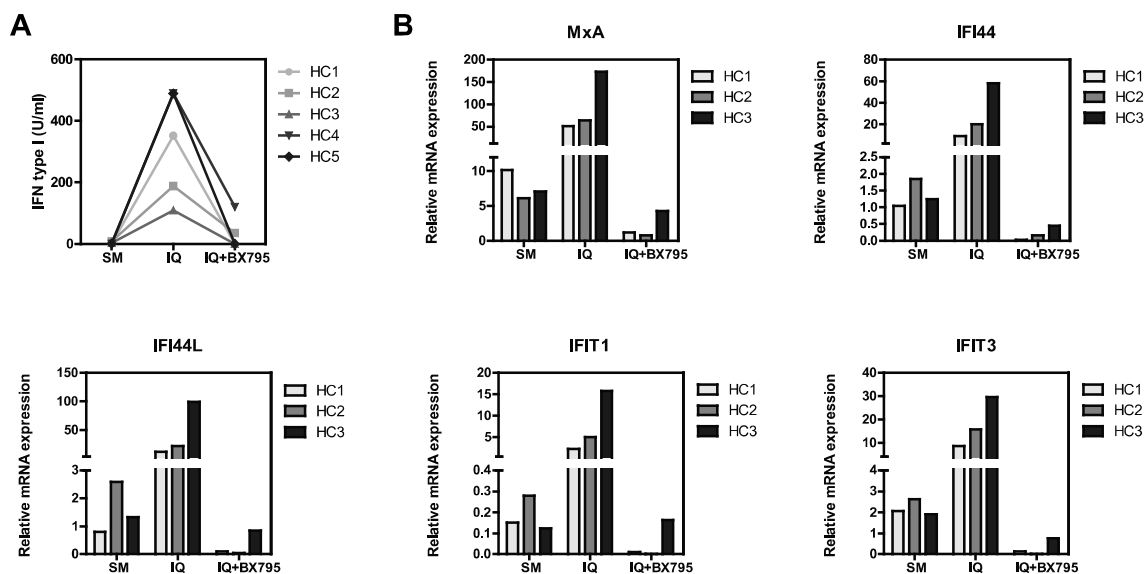 A
IFN type I (U/ml)
600
400
200
0
SM
IQ
IQ+BX795
HC1
HC2
HC3
HC4
HC5
B
MxA
Relative mRNA expression
200
150
100
50
10
5
0
SM
IQ
IQ+BX795
HC1
HC2
HC3
IFI44
Relative mRNA expression
80
60
40
20
2.5
2.0
1.5
1.0
0.5
0.0
SM
IQ
IQ+BX795
HC1
HC2
HC3
IFI44L
Relative mRNA expression
150
100
50
3
2
1
0
SM
IQ
IQ+BX795
HC1
HC2
HC3
IFIT1
Relative mRNA expression
20
15
10
5
0.4
0.3
0.2
0.1
0.0
SM
IQ
IQ+BX795
HC1
HC2
HC3
IFIT3
Relative mRNA expression
40
30
20
10
4
3
2
1
0
SM
IQ
IQ+BX795
HC1
HC2
HC3